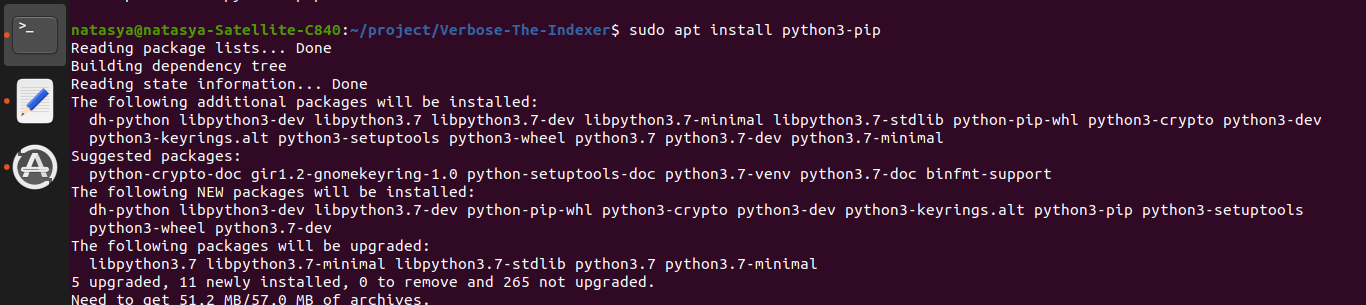 natasya@natasya-Satellite-C840:~/project/Verbose-The-Indexer$ sudo apt install python3-pip
Reading package lists... Done
Building dependency tree
Reading state information... Done
The following additional packages will be installed:
  dh-python libpython3-dev libpython3.7 libpython3.7-dev libpython3.7-minimal libpython3.7-stdlib python-pip-whl python3-crypto python3-dev
  python3-keyrings.alt python3-setuptools python3-wheel python3.7 python3.7-dev python3.7-minimal
Suggested packages:
  python-crypto-doc gir1.2-gnomekeyring-1.0 python-setuptools-doc python3.7-venv python3.7-doc binfmt-support
The following NEW packages will be installed:
  dh-python libpython3-dev libpython3.7-dev python-pip-whl python3-crypto python3-dev python3-keyrings.alt python3-pip python3-setuptools
  python3-wheel python3.7-dev
The following packages will be upgraded:
  libpython3.7 libpython3.7-minimal libpython3.7-stdlib python3.7 python3.7-minimal
5 upgraded, 11 newly installed, 0 to remove and 265 not upgraded.
Need to get 51.2 MB/57.0 MB of archives.